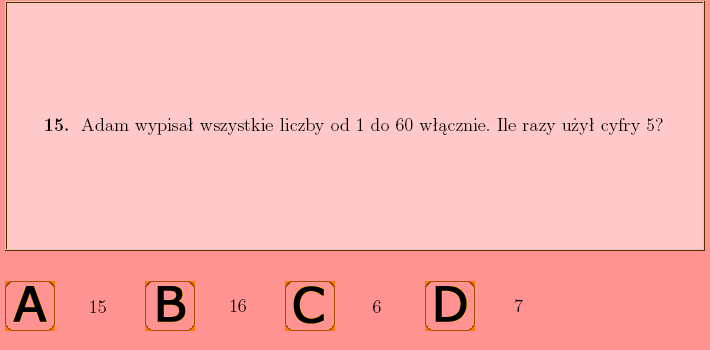 15. Adam wypisał wszystkie liczby od 1 do 60 włącznie. Ile razy użył cyfry 5?
A 15 B 16 C 6 D 7